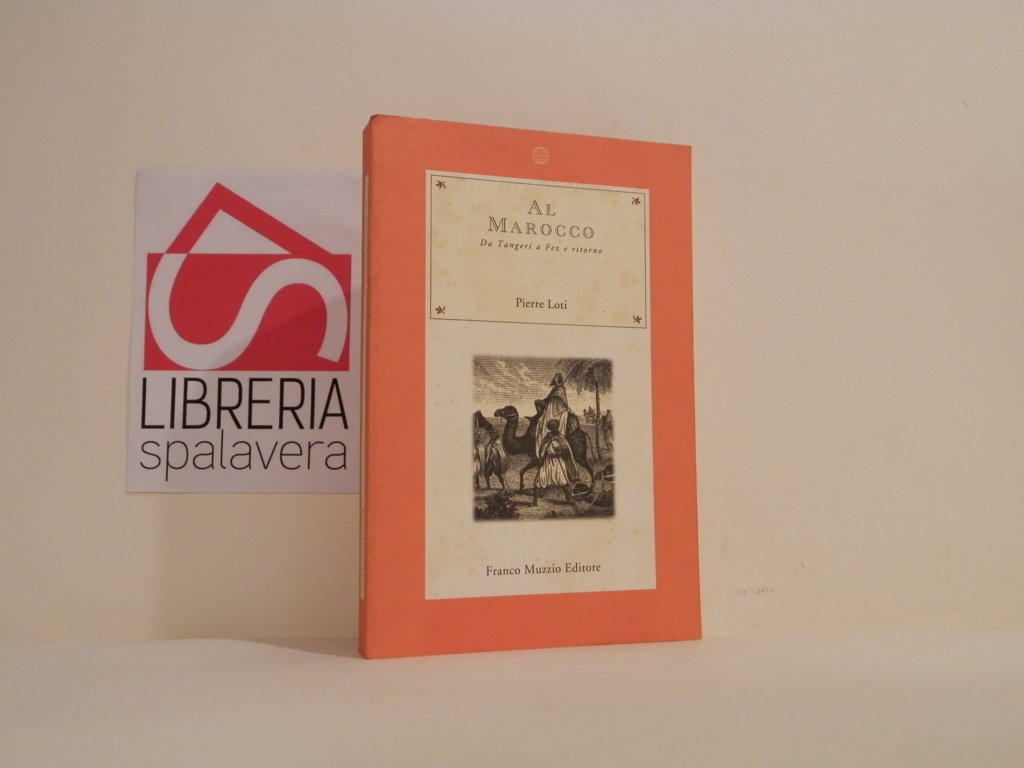 LIBRERIA
spalavera
AL
MAROCCO
Da Tangeri a Fez e ritorno
Pierre Loti
Franco Muzzio Editore